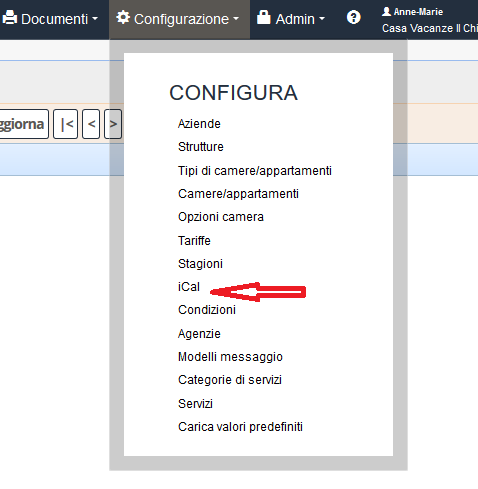 Documenti Configurazione Admin Anne-Marie
Casa Vacanze Il Chi
CONFIGURA
Aziende
ggiorna |< < >
Strutture
Tipi di camere/appartamenti
Camere/appartamenti
Opzioni camera
Tariffe
Stagioni
iCal
Condizioni
Agenzie
Modelli messaggio
Categorie di servizi
Servizi
Carica valori predefiniti